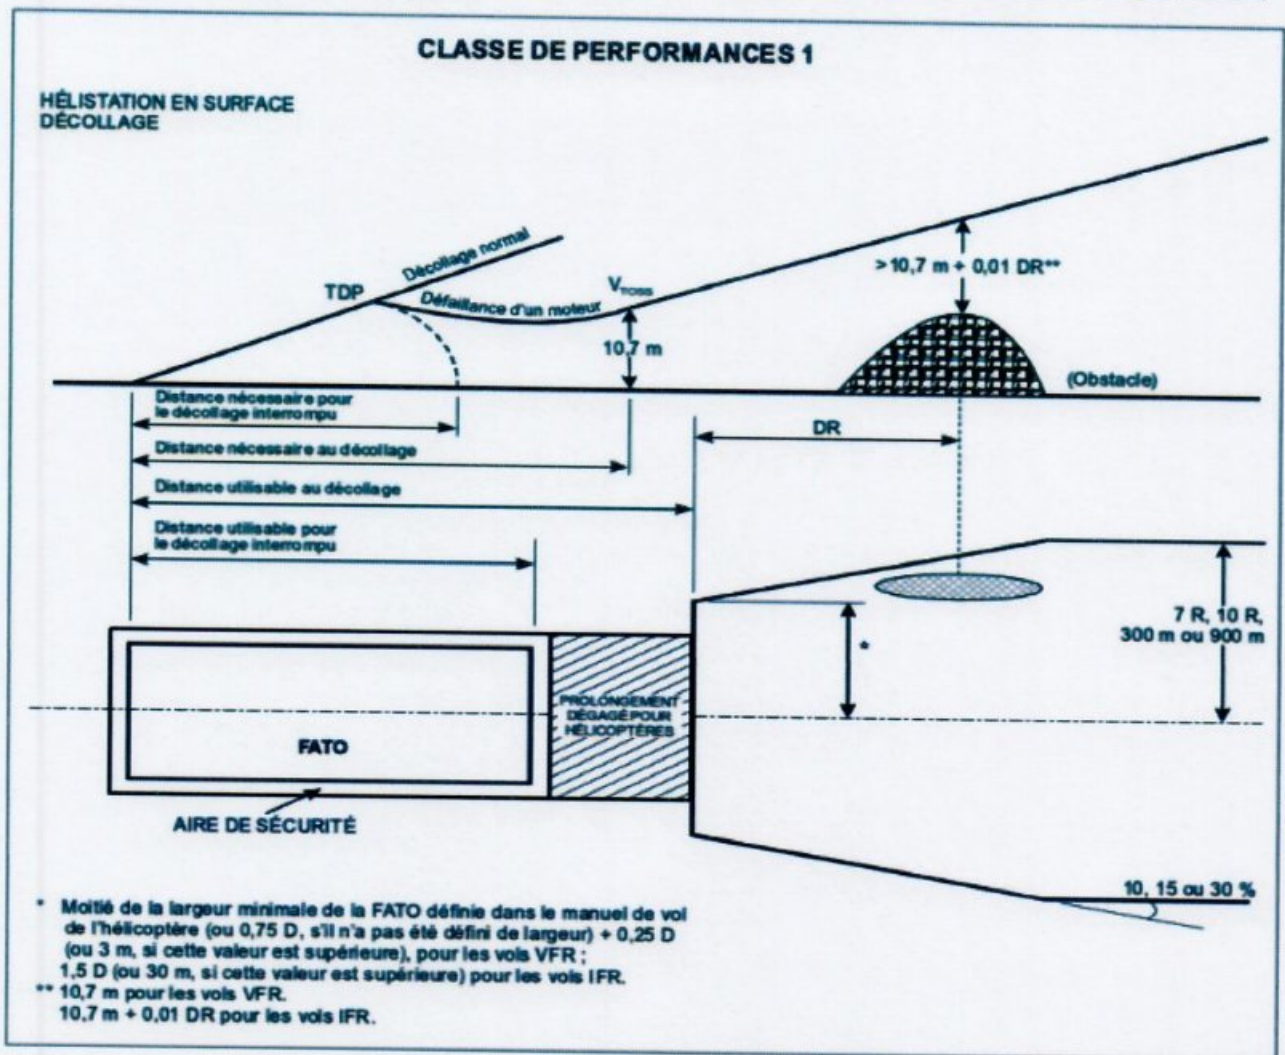 CLASSE DE PERFORMANCES 1
HÉLISTATION EN SURFACE
DÉCOLLAGE
Décollage normal
TDP
Défaillance d'un moteur
V_TOSS
10,7 m
>10,7 m + 0,01 DR**
(Obstacle)
Distance nécessaire pour
le décollage interrompu
DR
Distance nécessaire au décollage
Distance utilisable au décollage
Distance utilisable pour
le décollage interrompu
7 R, 10 R,
300 m ou 900 m
*
PROLONGEMENT
DÉGAGÉ POUR
HÉLICOPTÈRES
FATO
AIRE DE SÉCURITÉ
10, 15 ou 30 %
* Moitié de la largeur minimale de la FATO définie dans le manuel de vol
de l'hélicoptère (ou 0,75 D, s'il n'a pas été défini de largeur) + 0,25 D
(ou 3 m, si cette valeur est supérieure), pour les vols VFR ;
1,5 D (ou 30 m, si cette valeur est supérieure) pour les vols IFR.
** 10,7 m pour les vols VFR.
10,7 m + 0,01 DR pour les vols IFR.